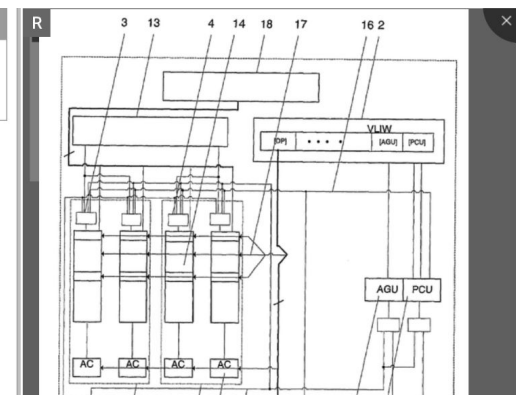 R
3 13 4 14 18 17 16 2
VLIW
[DP] • • • • [AGU] [PCU]
AGU PCU
AC AC AC AC